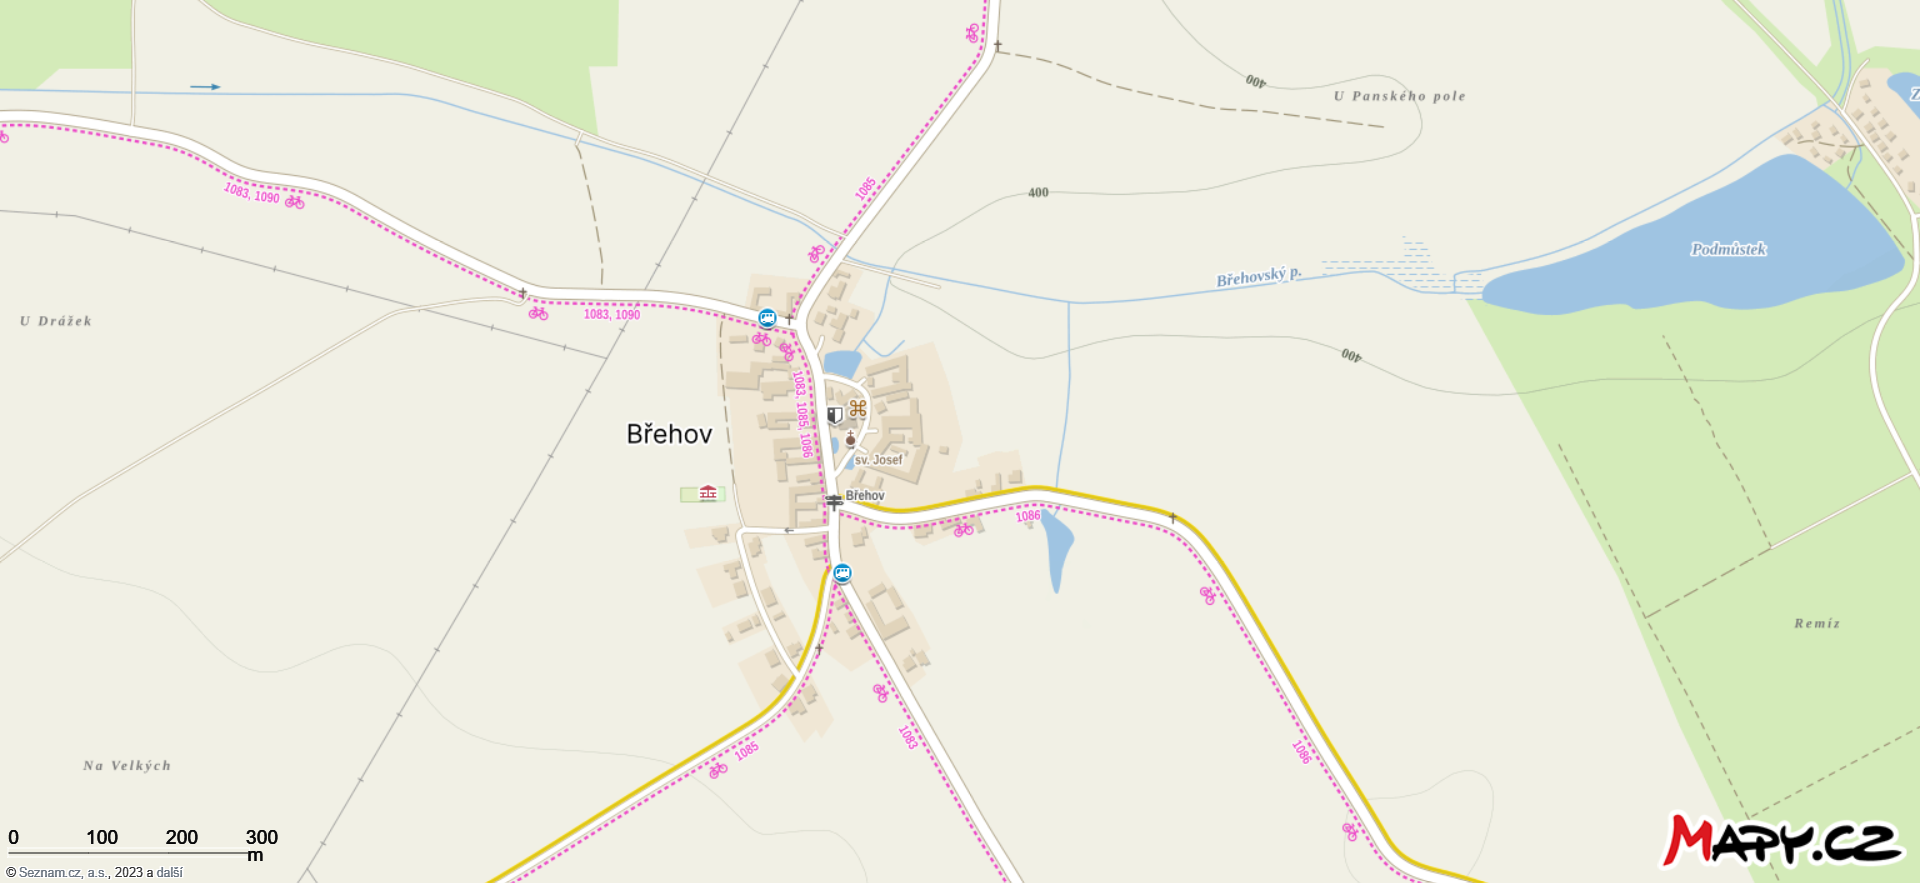 400
U Panského pole
Z
1083, 1090
1085
400
Podmůstek
Břehovský p.
U Drážek
1083, 1090
400
1083, 1085, 1086
Břehov
sv. Josef
Břehov
1086
Remíz
1085
1083
1086
Na Velkých
0 100 200 300
m
© Seznam.cz, a.s., 2023 a další
MAPY.CZ